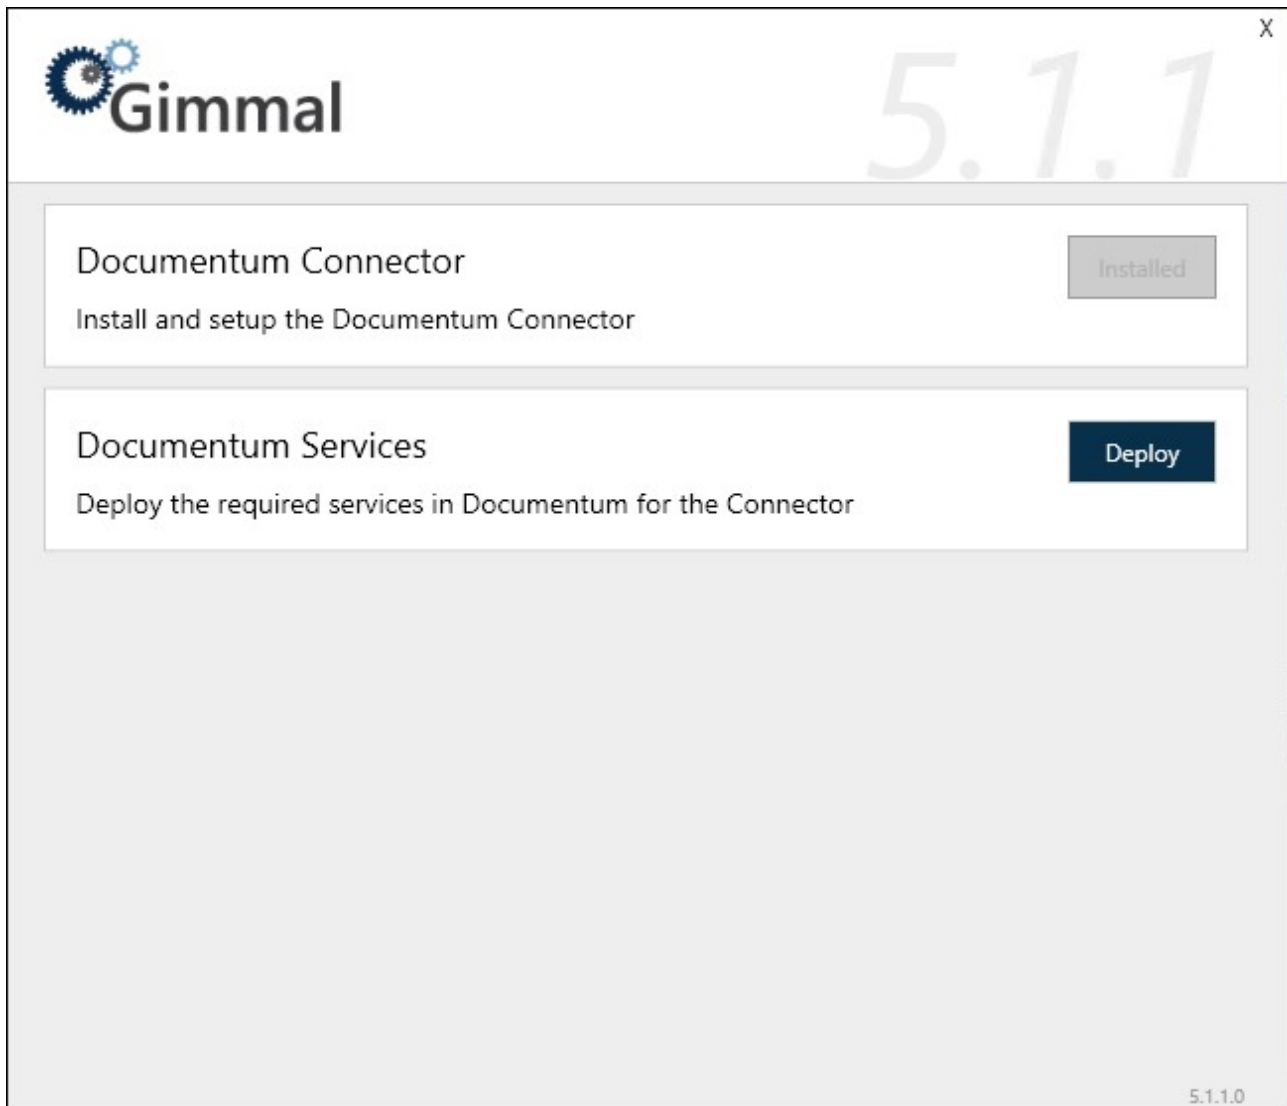 X
Gimmal
5.1.1
Documentum Connector
Installed
Install and setup the Documentum Connector
Documentum Services
Deploy
Deploy the required services in Documentum for the Connector
5.1.1.0